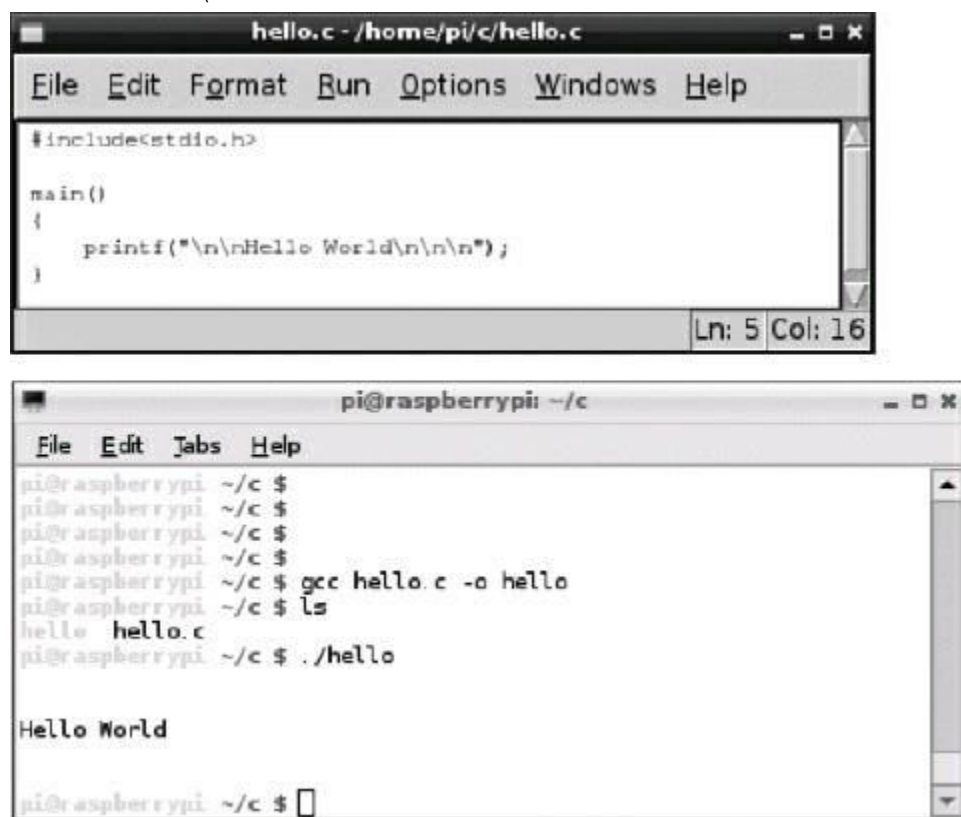 hello.c - /home/pi/c/hello.c
File Edit Format Run Options Windows Help
#include<stdio.h>
main()
{
printf("\n\nHello World\n\n\n");
}
Ln: 5 Col: 16
pi@raspberrypi: ~/c
File Edit Tabs Help
pi@raspberrypi ~/c $
pi@raspberrypi ~/c $
pi@raspberrypi ~/c $
pi@raspberrypi ~/c $
pi@raspberrypi ~/c $ gcc hello.c -o hello
pi@raspberrypi ~/c $ ls
hello hello.c
pi@raspberrypi ~/c $ ./hello
Hello World
pi@raspberrypi ~/c $